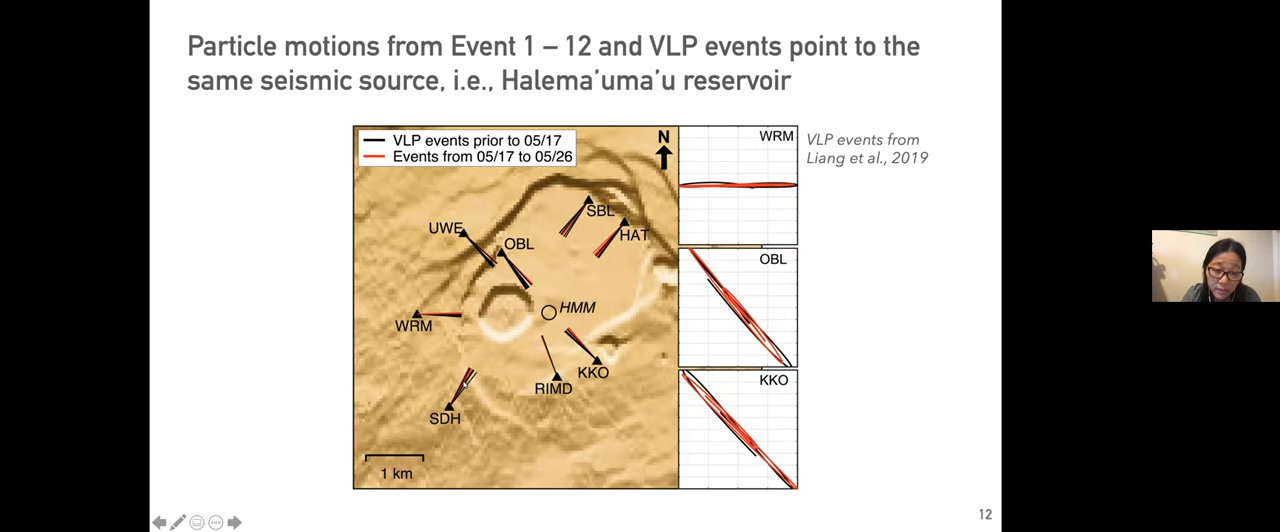 Particle motions from Event 1 – 12 and VLP events point to the
same seismic source, i.e., Halema’uma’u reservoir
VLP events prior to 05/17
Events from 05/17 to 05/26
N
UWE
OBL
SBL
HAT
WRM
HMM
KKO
RIMD
SDH
1 km
WRM
OBL
KKO
VLP events from
Liang et al., 2019
12